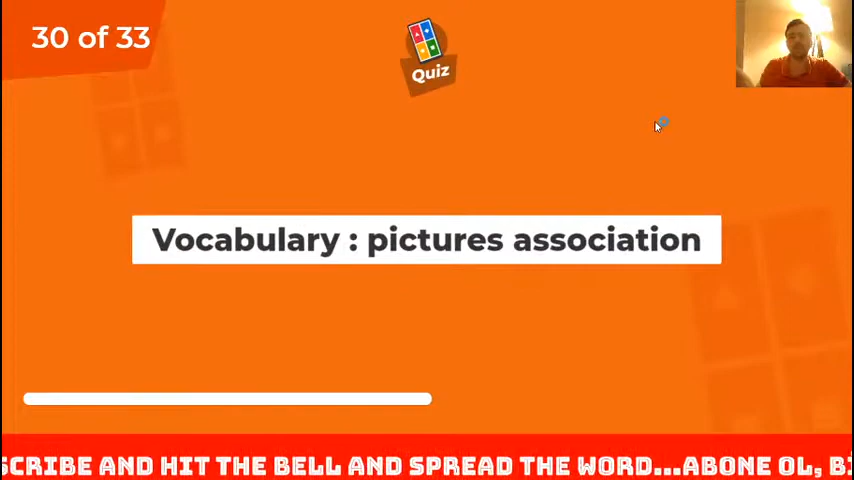 30 of 33
Quiz
Vocabulary : pictures association
SCRIBE AND HIT THE BELL AND SPREAD THE WORD...ABONE OL,